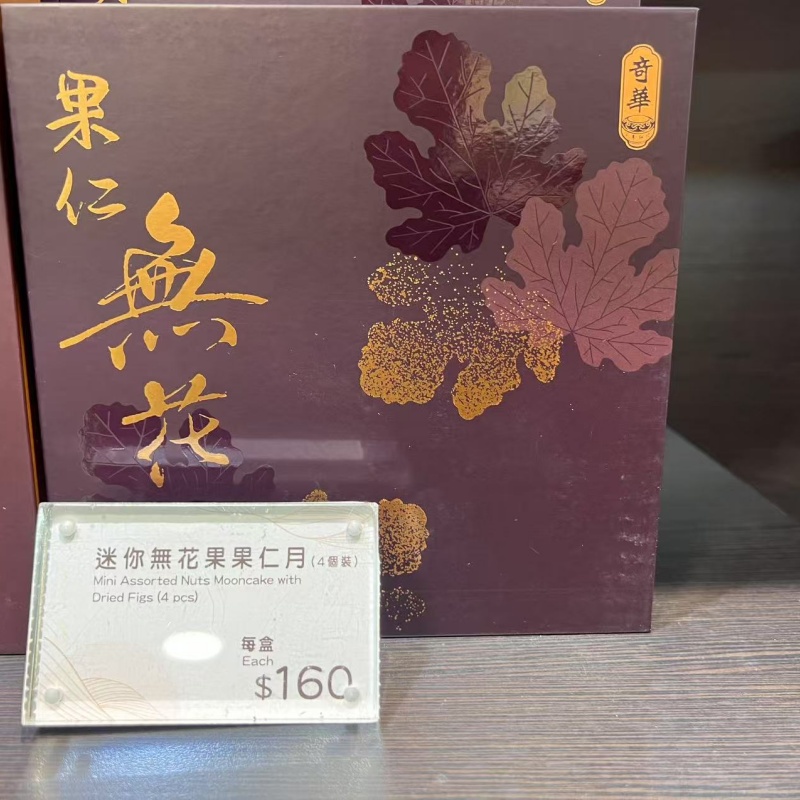 果仁
無花
奇華
迷你無花果果仁月(4個裝)
Mini Assorted Nuts Mooncake with
Dried Figs (4 pcs)
每盒
Each
$160